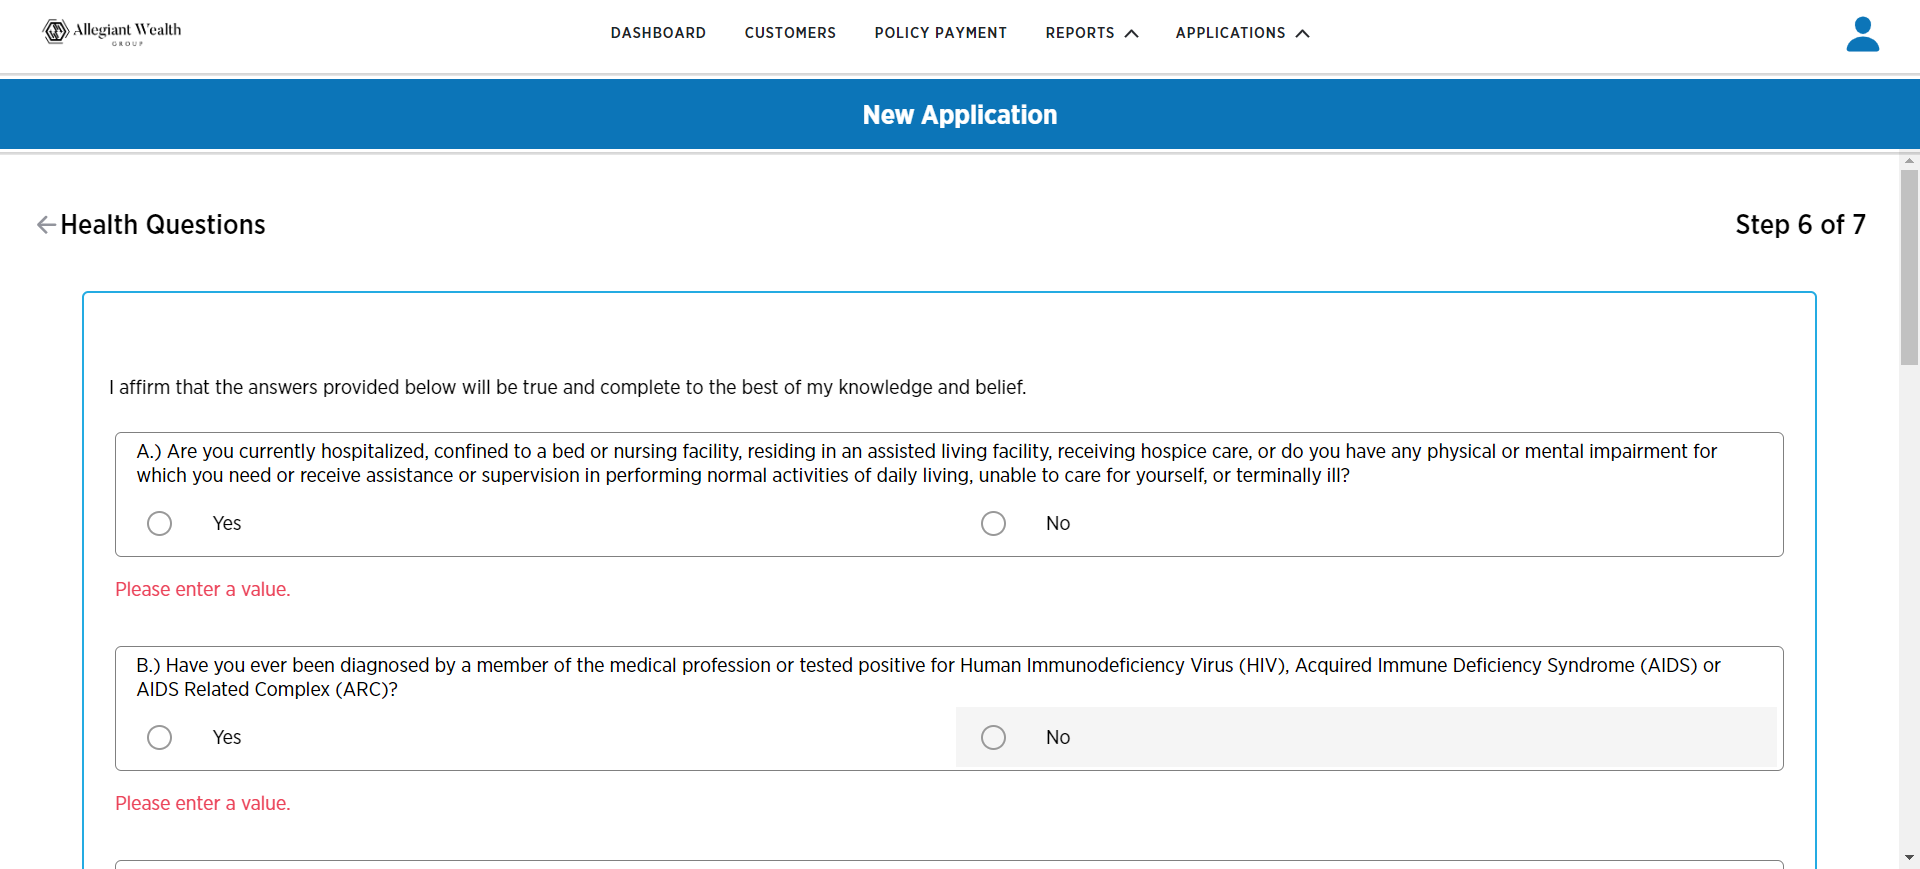 Allegiant Wealth
GROUP
DASHBOARD
CUSTOMERS
POLICY PAYMENT
REPORTS
APPLICATIONS
New Application
Health Questions
Step 6 of 7
I affirm that the answers provided below will be true and complete to the best of my knowledge and belief.
A.) Are you currently hospitalized, confined to a bed or nursing facility, residing in an assisted living facility, receiving hospice care, or do you have any physical or mental impairment for
which you need or receive assistance or supervision in performing normal activities of daily living, unable to care for yourself, or terminally ill?
Yes
No
Please enter a value.
B.) Have you ever been diagnosed by a member of the medical profession or tested positive for Human Immunodeficiency Virus (HIV), Acquired Immune Deficiency Syndrome (AIDS) or
AIDS Related Complex (ARC)?
Yes
No
Please enter a value.